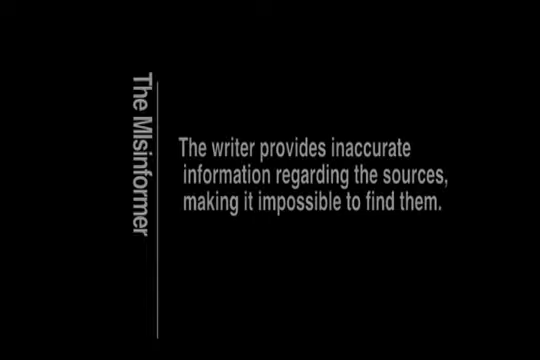 The MIsinformer
The writer provides inaccurate
information regarding the sources,
making it impossible to find them.